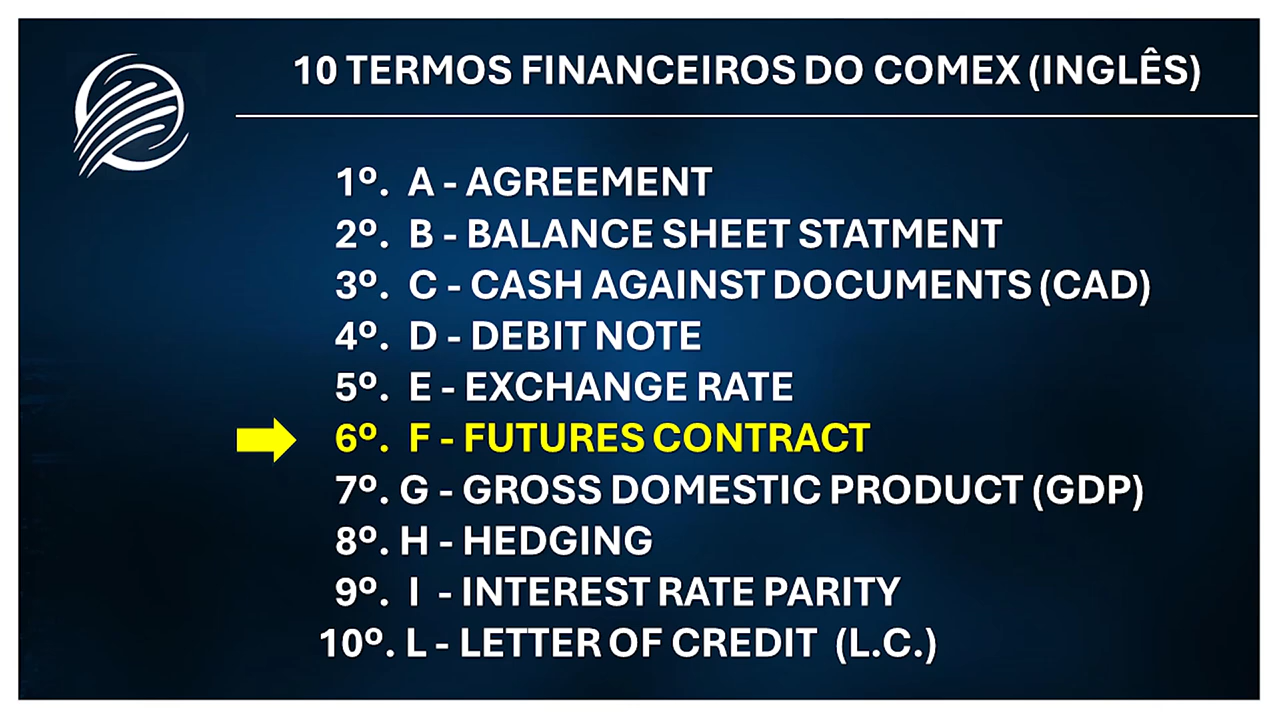 10 TERMOS FINANCEIROS DO COMEX (INGLÊS)
1º. A - AGREEMENT
2º. B - BALANCE SHEET STATMENT
3º. C - CASH AGAINST DOCUMENTS (CAD)
4º. D - DEBIT NOTE
5º. E - EXCHANGE RATE
6º. F - FUTURES CONTRACT
7º. G - GROSS DOMESTIC PRODUCT (GDP)
8º. H - HEDGING
9º. I - INTEREST RATE PARITY
10º. L - LETTER OF CREDIT (L.C.)